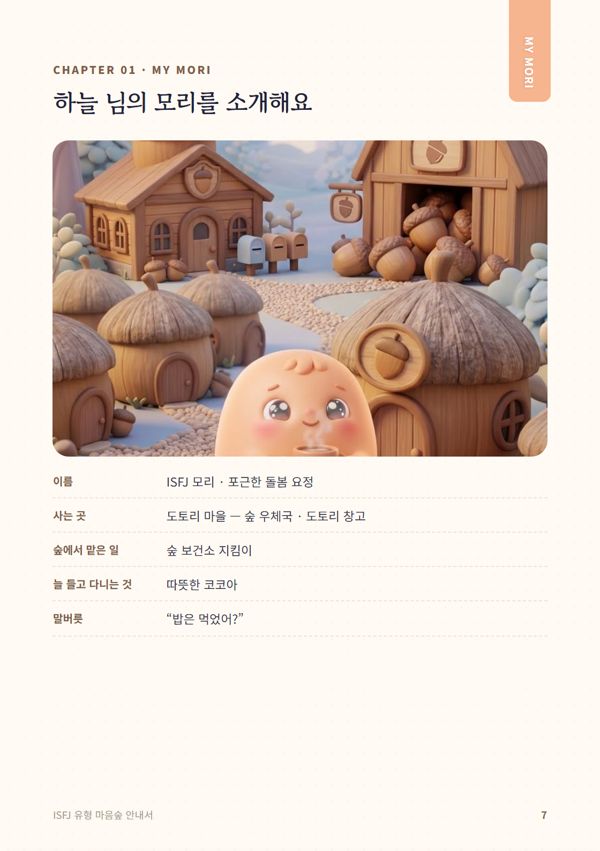 MY MORI
CHAPTER 01 · MY MORI
하늘 님의 모리를 소개해요
이름 ISFJ 모리 · 포근한 돌봄 요정
사는 곳 도토리 마을 — 숲 우체국 · 도토리 창고
숲에서 맡은 일 숲 보건소 지킴이
늘 들고 다니는 것 따뜻한 코코아
말버릇 “밥은 먹었어?”
ISFJ 유형 마음숲 안내서 7